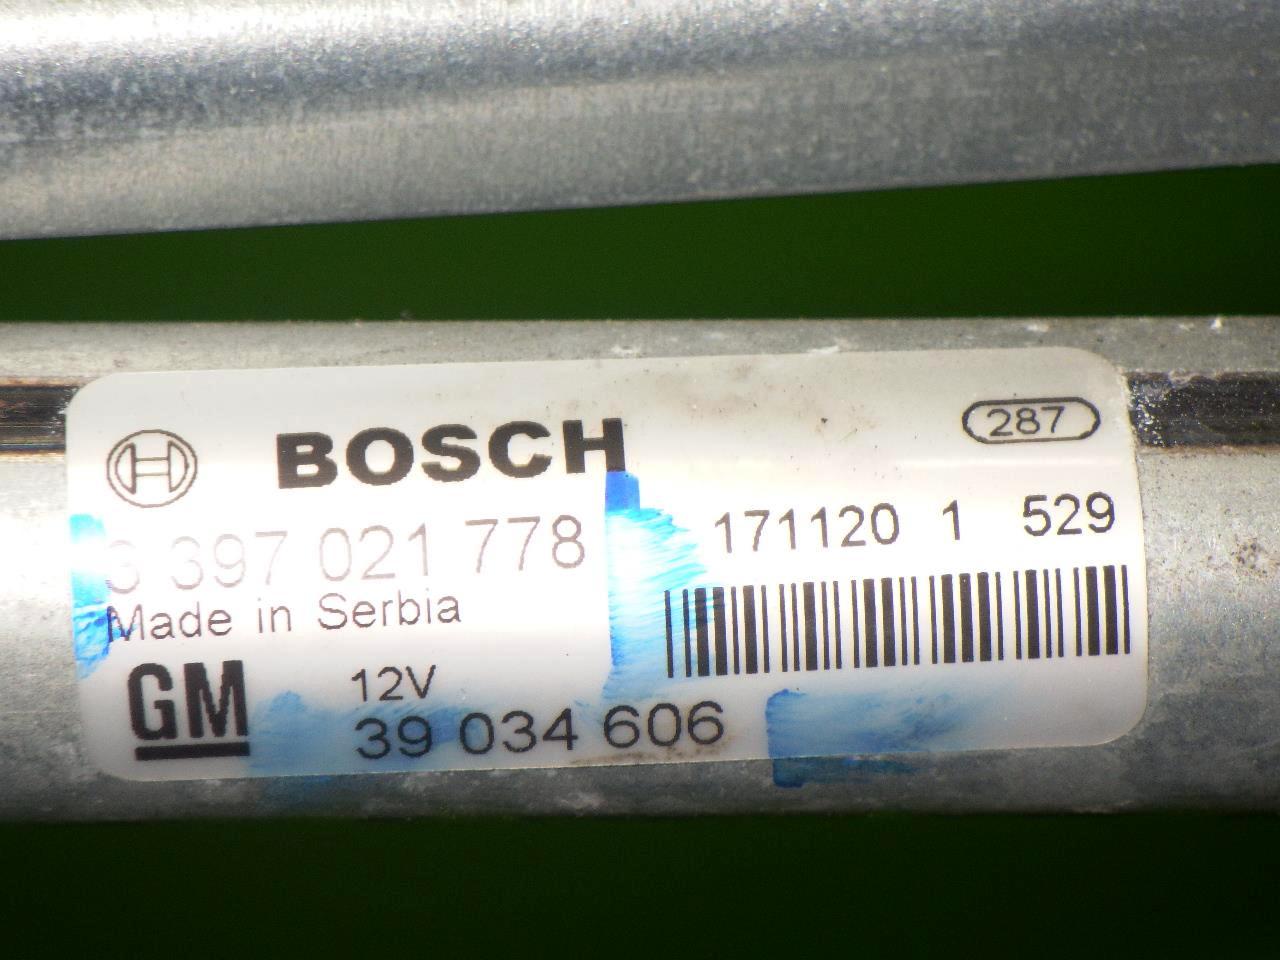 BOSCH
287
3 397 021 778
171120 1 529
Made in Serbia
GM
12V
39 034 606